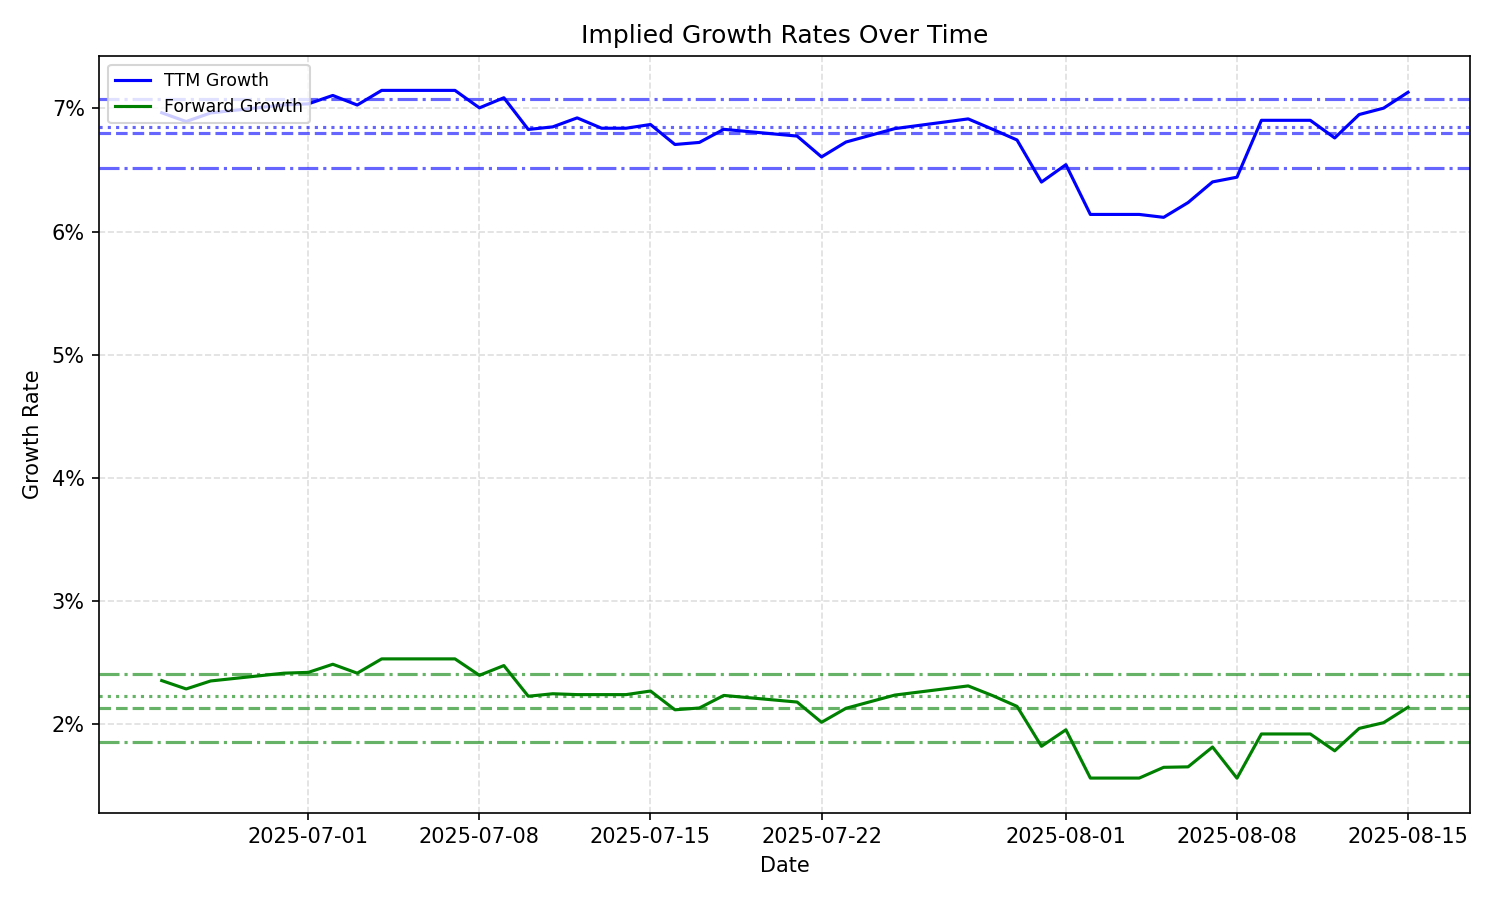 Implied Growth Rates Over Time
TTM Growth
Forward Growth
7%
6%
5%
4%
3%
2%
Growth Rate
2025-07-01
2025-07-08
2025-07-15
2025-07-22
2025-08-01
2025-08-08
2025-08-15
Date